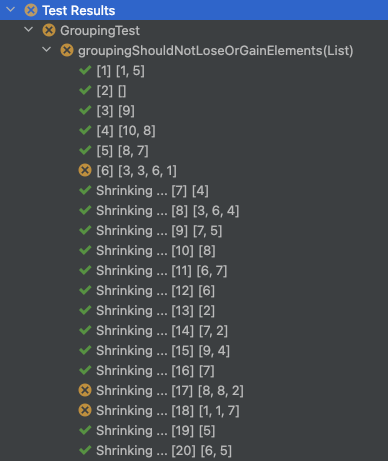 Test Results
GroupingTest
groupingShouldNotLoseOrGainElements(List)
[1] [1, 5]
[2] []
[3] [9]
[4] [10, 8]
[5] [8, 7]
[6] [3, 3, 6, 1]
Shrinking ... [7] [4]
Shrinking ... [8] [3, 6, 4]
Shrinking ... [9] [7, 5]
Shrinking ... [10] [8]
Shrinking ... [11] [6, 7]
Shrinking ... [12] [6]
Shrinking ... [13] [2]
Shrinking ... [14] [7, 2]
Shrinking ... [15] [9, 4]
Shrinking ... [16] [7]
Shrinking ... [17] [8, 8, 2]
Shrinking ... [18] [1, 1, 7]
Shrinking ... [19] [5]
Shrinking ... [20] [6, 5]